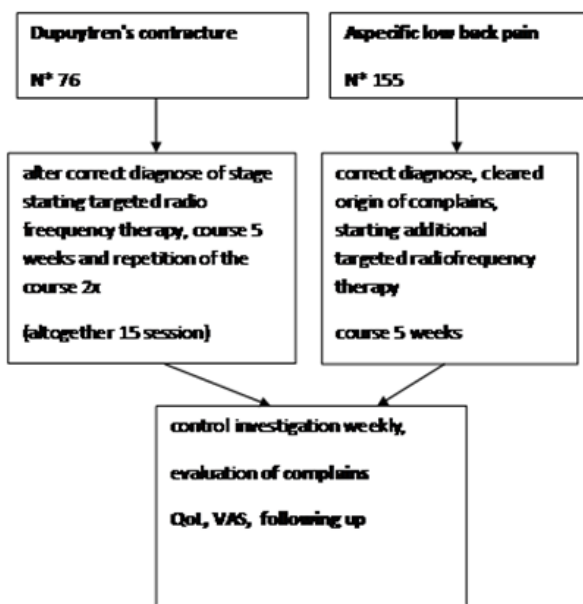 Dupuytren's contracture
N° 76
Aspecific low back pain
N° 155
after correct diagnose of stage
starting targeted radio
freequency therapy, course 5
weeks and repetition of the
course 2x
(altogether 15 session)
correct diagnose, cleared
origin of complains,
starting additional
targeted radiofrequency
therapy
course 5 weeks
control investigation weekly,
evaluation of complains
QoL, VAS, following up